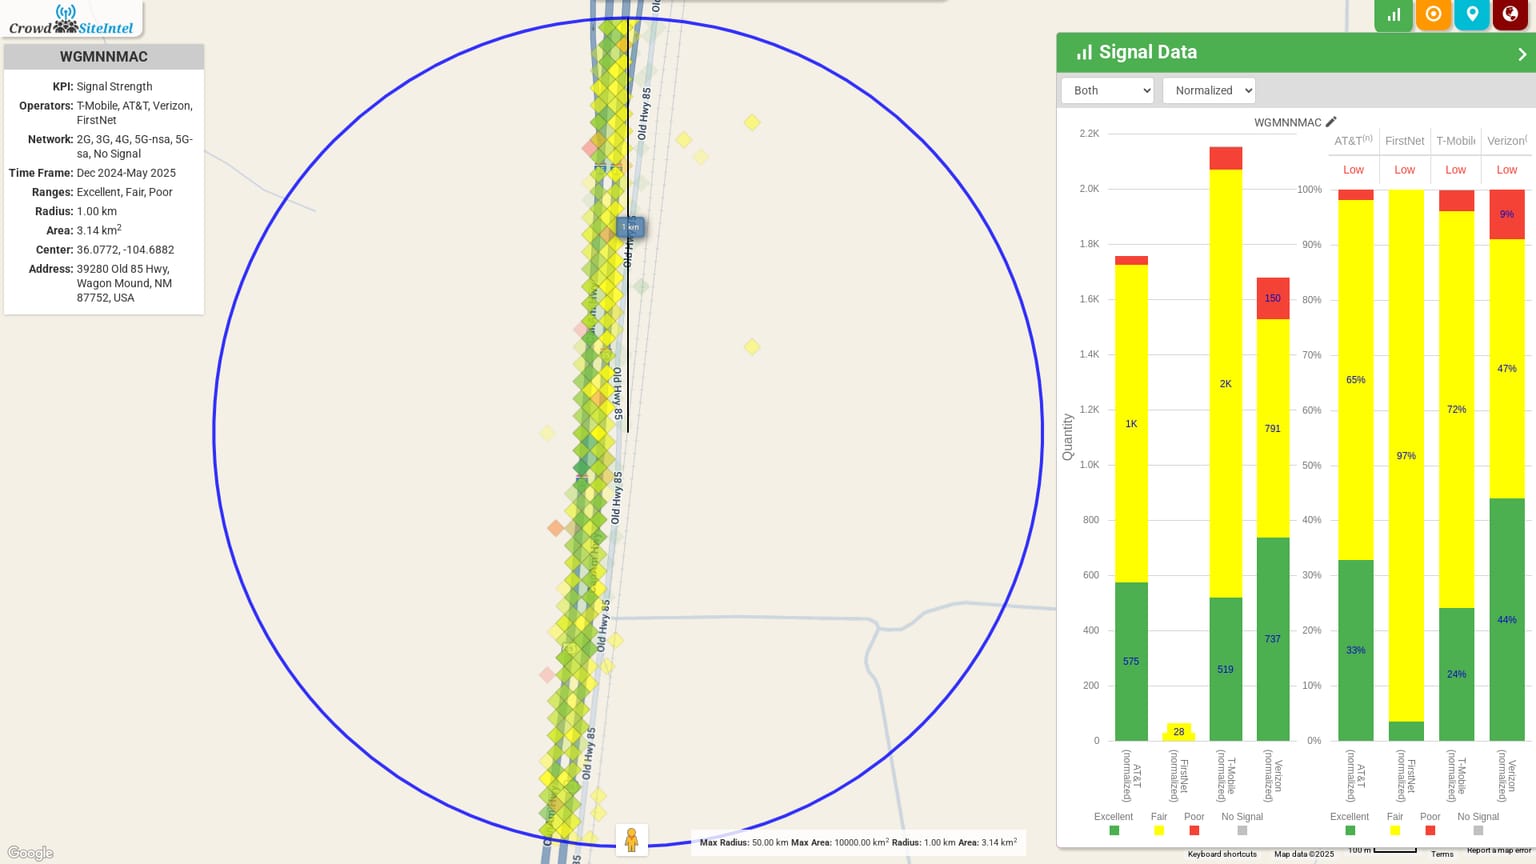 CrowdSiteIntel
WGMNNMAC
KPI: Signal Strength
Operators: T-Mobile, AT&T, Verizon,
FirstNet
Network: 2G, 3G, 4G, 5G-nsa, 5G-
sa, No Signal
Time Frame: Dec 2024-May 2025
Ranges: Excellent, Fair, Poor
Radius: 1.00 km
Area: 3.14 km²
Center: 36.0772, -104.6882
Address: 39280 Old 85 Hwy,
Wagon Mound, NM
87752, USA
Old Hwy 85
1 km
Old Hwy 85
Old Hwy 85
Old Hwy 85
Old Hwy 85
Old Hwy 85
Google
Max Radius: 50.00 km Max Area: 10000.00 km² Radius: 1.00 km Area: 3.14 km²
Keyboard shortcuts
Map data ©2025
100 m
Terms
Report a map error
Signal Data
Both
Normalized
WGMNNMAC
Quantity
2.2K
2.0K
1.8K
1.6K
1.4K
1.2K
1.0K
800
600
400
200
0
1K
575
28
2K
519
150
791
737
AT&T
(normalized)
FirstNet
(normalized)
T-Mobile
(normalized)
Verizon
(normalized)
Excellent Fair Poor No Signal
AT&T(n) FirstNet T-Mobile Verizon(
Low Low Low Low
100%
90%
80%
70%
60%
50%
40%
30%
20%
10%
0%
65%
33%
97%
72%
24%
9%
47%
44%
AT&T
(normalized)
FirstNet
(normalized)
T-Mobile
(normalized)
Verizon
(normalized)
Excellent Fair Poor No Signal